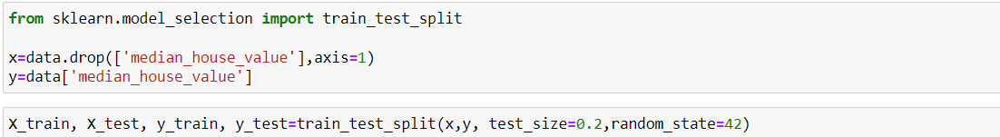 from sklearn.model_selection import train_test_split
x=data.drop(['median_house_value'],axis=1)
y=data['median_house_value']
X_train, X_test, y_train, y_test=train_test_split(x,y, test_size=0.2,random_state=42)